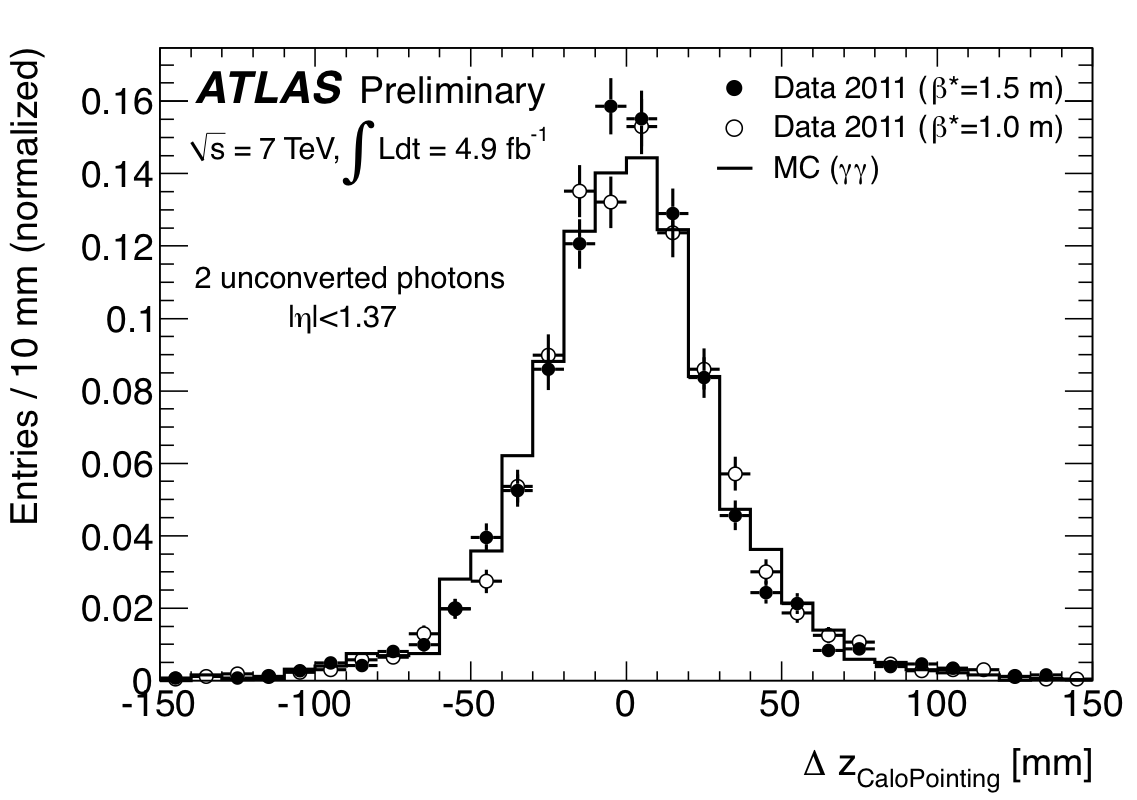 ATLAS Preliminary
√s = 7 TeV, ∫ Ldt = 4.9 fb⁻¹
2 unconverted photons
|η|<1.37
Data 2011 (β*=1.5 m)
Data 2011 (β*=1.0 m)
MC (γγ)
Entries / 10 mm (normalized)
0.16
0.14
0.12
0.1
0.08
0.06
0.04
0.02
0
-150 -100 -50 0 50 100 150
Δ z_CaloPointing [mm]